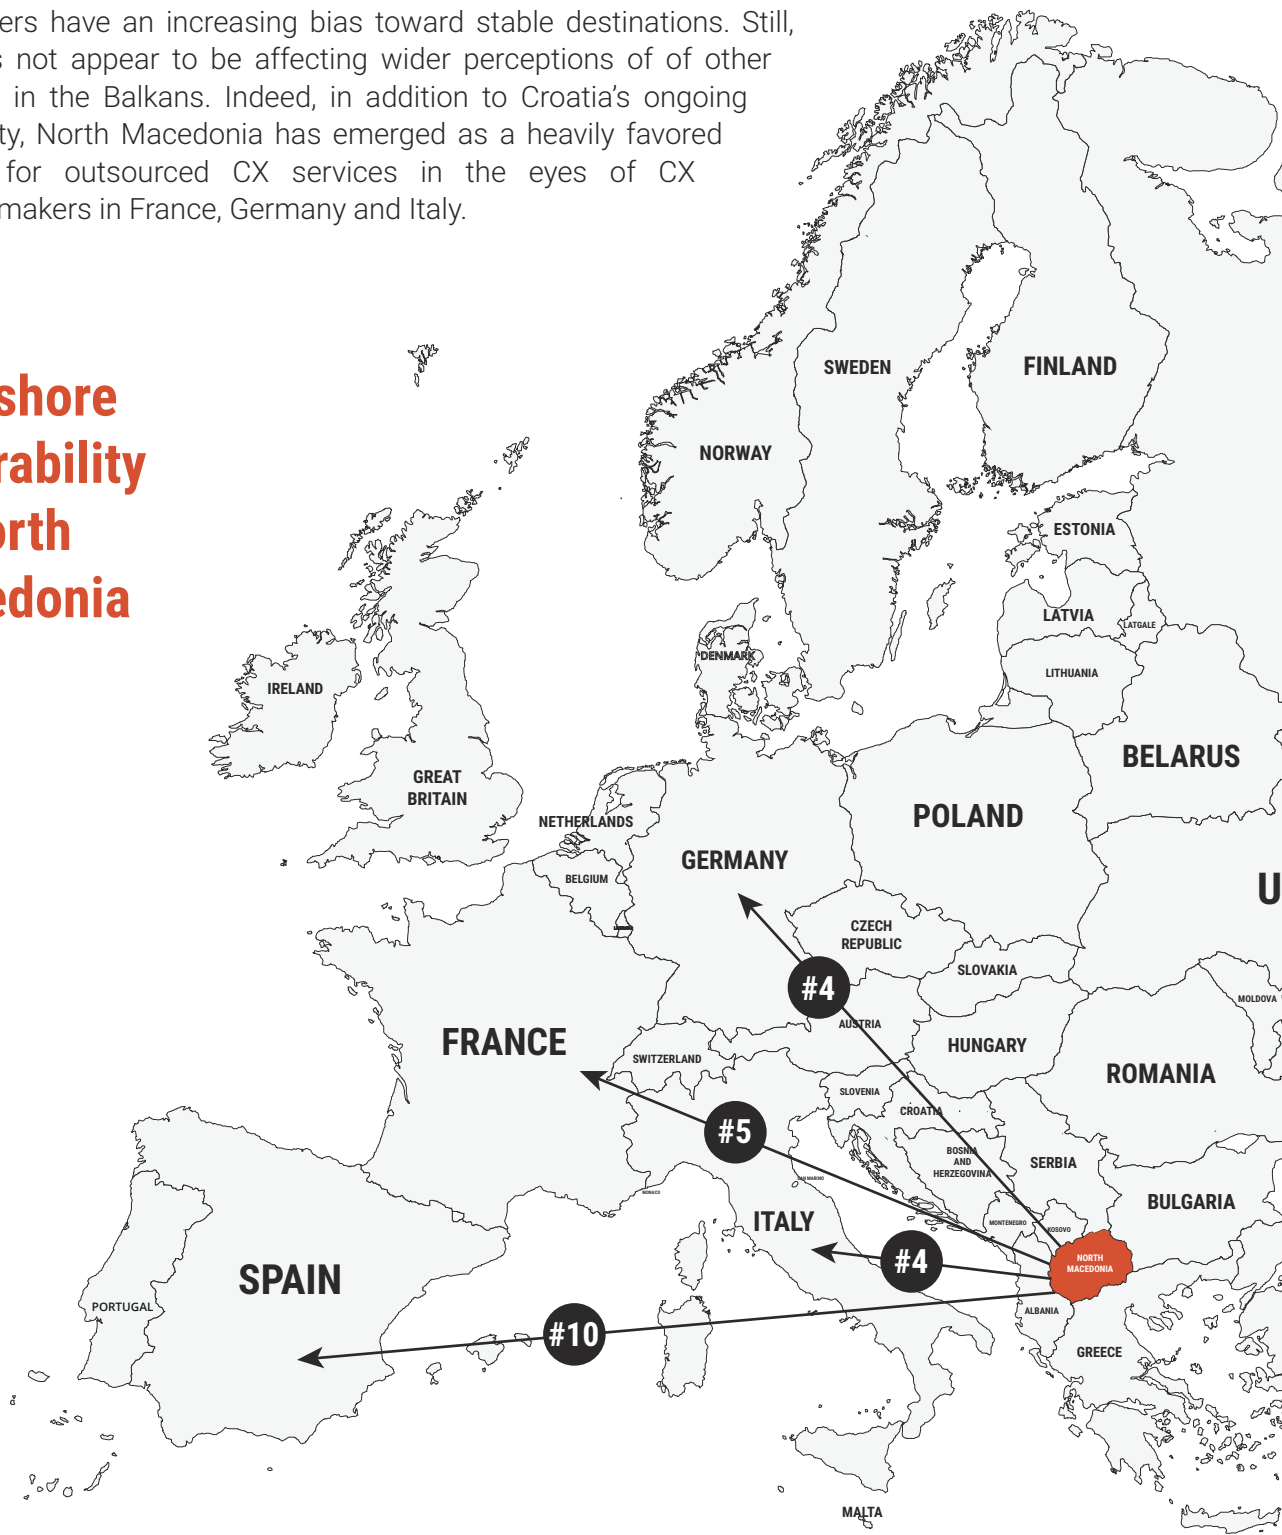 ers have an increasing bias toward stable destinations. Still,
s not appear to be affecting wider perceptions of of other
in the Balkans. Indeed, in addition to Croatia's ongoing
ty, North Macedonia has emerged as a heavily favored
for outsourced CX services in the eyes of CX
makers in France, Germany and Italy.
shore
rability
orth
edonia
SWEDEN
FINLAND
NORWAY
ESTONIA
LATVIA
LATGALE
DENMARK
LITHUANIA
IRELAND
BELARUS
GREAT
BRITAIN
NETHERLANDS
POLAND
GERMANY
BELGIUM
U
CZECH
REPUBLIC
SLOVAKIA
#4
MOLDOVA
AUSTRIA
FRANCE
HUNGARY
SWITZERLAND
ROMANIA
SLOVENIA
CROATIA
#5
BOSNIA
AND
HERZEGOVINA
SERBIA
SAN MARINO
MONACO
BULGARIA
ITALY
MONTENEGRO
KOSOVO
#4
NORTH
MACEDONIA
SPAIN
PORTUGAL
ALBANIA
#10
GREECE
MALTA